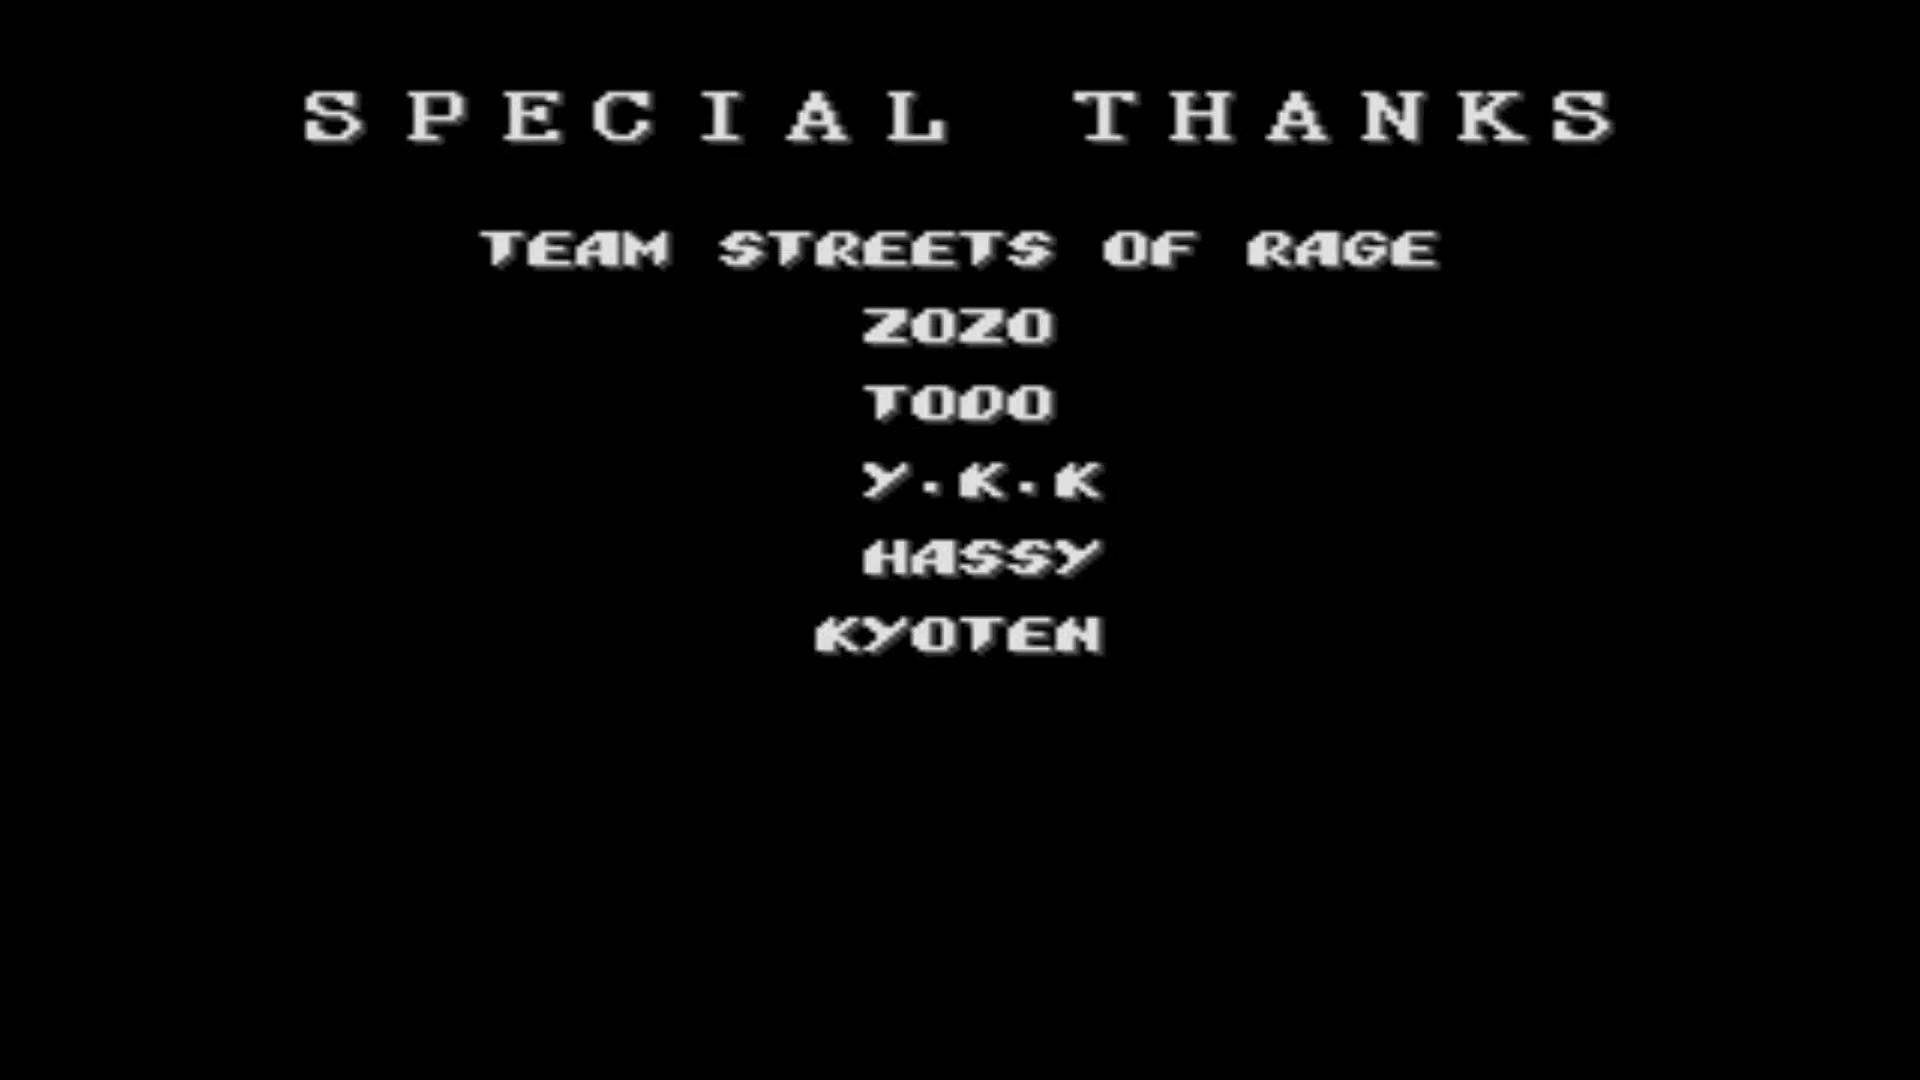 SPECIAL THANKS
TEAM STREETS OF RAGE
ZOZO
TODO
Y.K.K
HASSY
KYOTEN